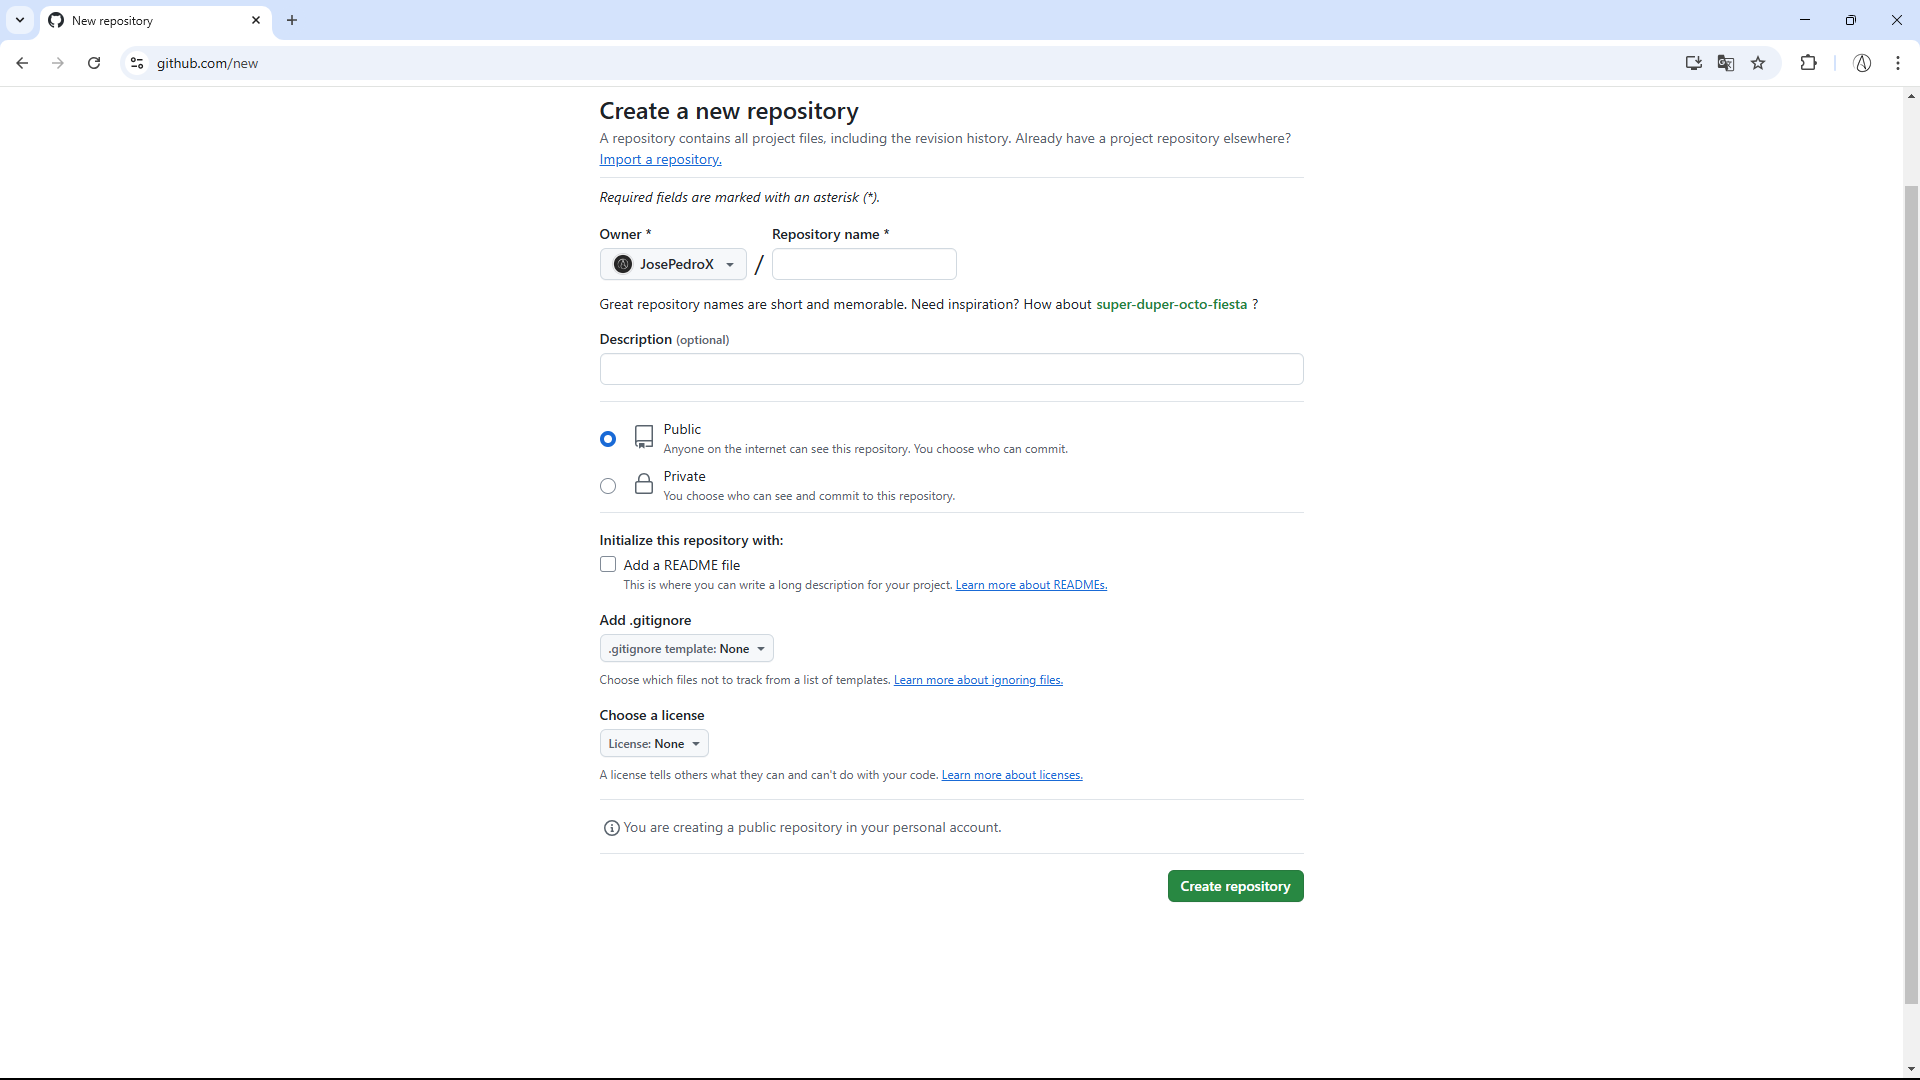 New repository
github.com/new
Create a new repository
A repository contains all project files, including the revision history. Already have a project repository elsewhere?
Import a repository.
Required fields are marked with an asterisk (*).
Owner * Repository name *
JosePedroX /
Great repository names are short and memorable. Need inspiration? How about super-duper-octo-fiesta ?
Description (optional)
Public
Anyone on the internet can see this repository. You choose who can commit.
Private
You choose who can see and commit to this repository.
Initialize this repository with:
Add a README file
This is where you can write a long description for your project. Learn more about READMEs.
Add .gitignore
.gitignore template: None
Choose which files not to track from a list of templates. Learn more about ignoring files.
Choose a license
License: None
A license tells others what they can and can't do with your code. Learn more about licenses.
You are creating a public repository in your personal account.
Create repository